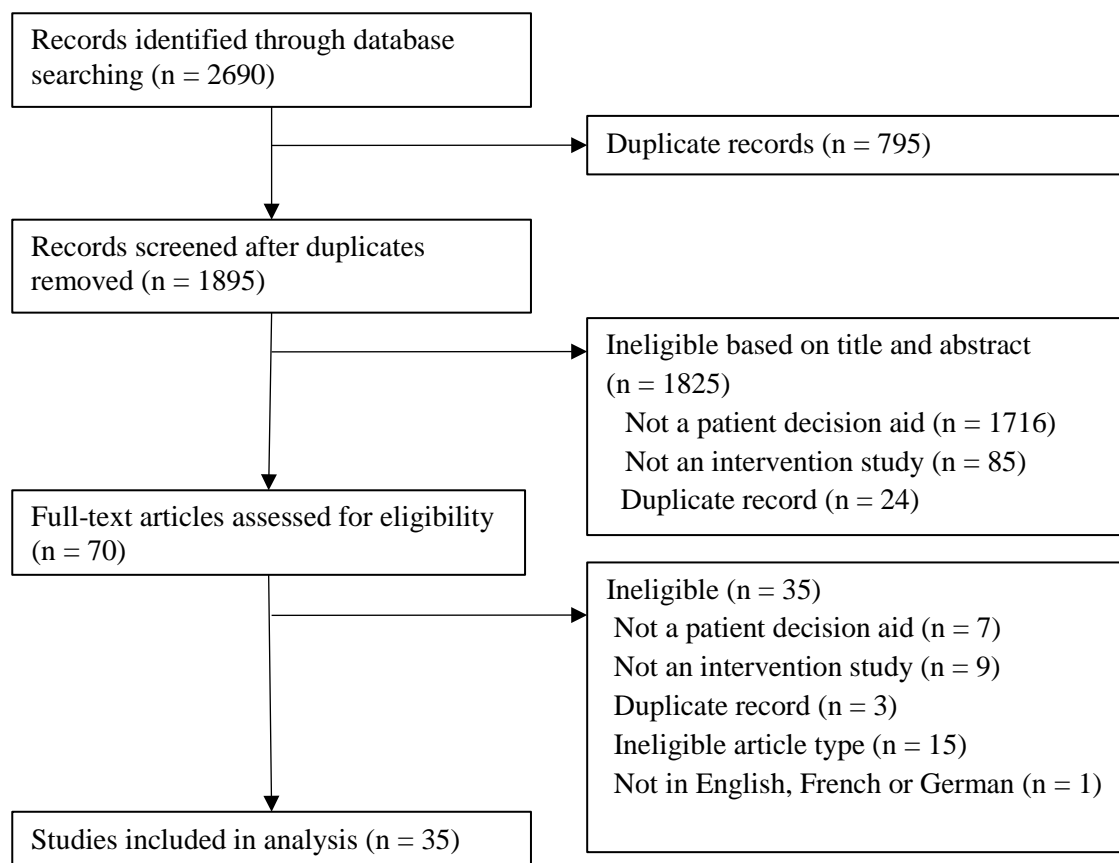 Records identified through database
searching (n = 2690)
Duplicate records (n = 795)
Records screened after duplicates
removed (n = 1895)
Ineligible based on title and abstract
(n = 1825)
Not a patient decision aid (n = 1716)
Not an intervention study (n = 85)
Duplicate record (n = 24)
Full-text articles assessed for eligibility
(n = 70)
Ineligible (n = 35)
Not a patient decision aid (n = 7)
Not an intervention study (n = 9)
Duplicate record (n = 3)
Ineligible article type (n = 15)
Not in English, French or German (n = 1)
Studies included in analysis (n = 35)